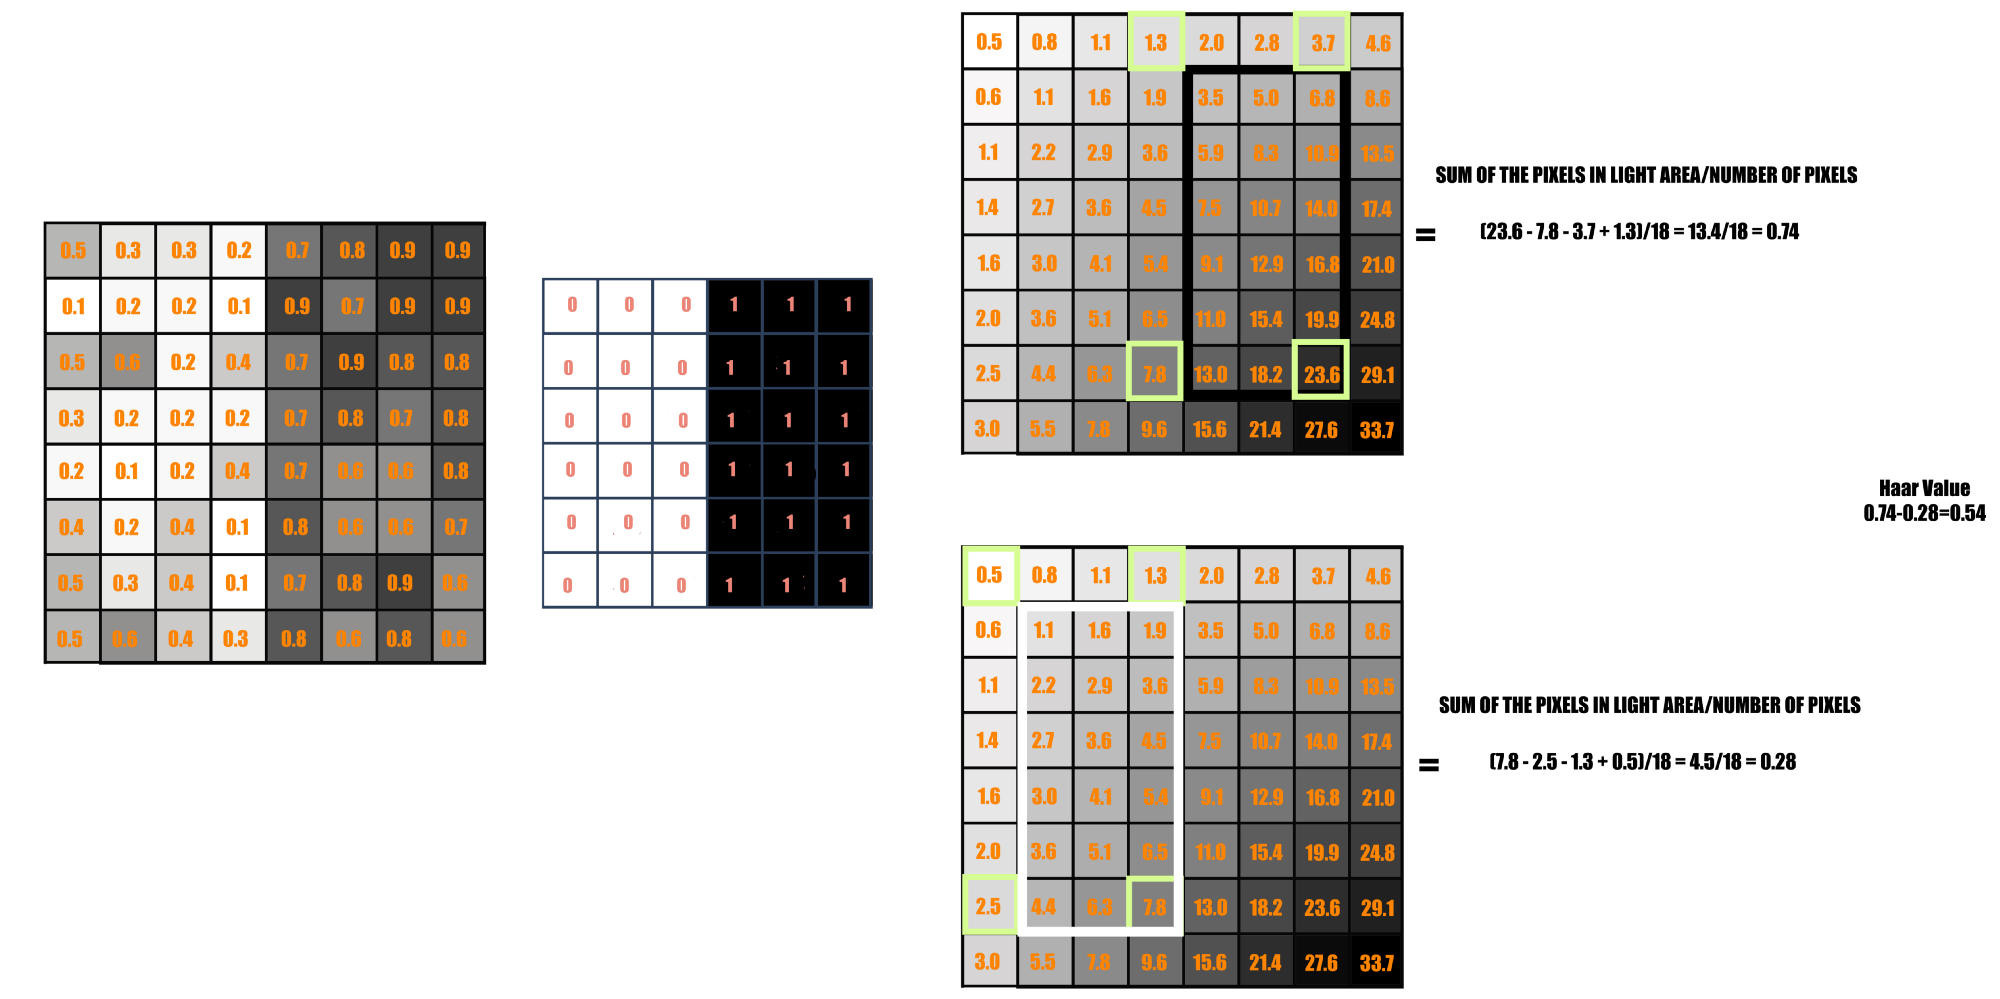 0.5 0.3 0.3 0.2 0.7 0.8 0.9 0.9
0.1 0.2 0.2 0.1 0.9 0.7 0.9 0.9
0.5 0.6 0.2 0.4 0.7 0.9 0.8 0.8
0.3 0.2 0.2 0.2 0.7 0.8 0.7 0.8
0.2 0.1 0.2 0.4 0.7 0.6 0.6 0.8
0.4 0.2 0.4 0.1 0.8 0.6 0.6 0.7
0.5 0.3 0.4 0.1 0.7 0.8 0.9 0.6
0.5 0.6 0.4 0.3 0.8 0.6 0.8 0.6
0 0 0 1 1 1
0 0 0 1 1 1
0 0 0 1 1 1
0 0 0 1 1 1
0 0 0 1 1 1
0 0 0 1 1 1
0.5 0.8 1.1 1.3 2.0 2.8 3.7 4.6
0.6 1.1 1.6 1.9 3.5 5.0 6.8 8.6
1.1 2.2 2.9 3.6 5.9 8.3 10.9 13.5
1.4 2.7 3.6 4.5 7.5 10.7 14.0 17.4
1.6 3.0 4.1 5.4 9.1 12.9 16.8 21.0
2.0 3.6 5.1 6.5 11.0 15.4 19.9 24.8
2.5 4.4 6.3 7.8 13.0 18.2 23.6 29.1
3.0 5.5 7.8 9.6 15.6 21.4 27.6 33.7
SUM OF THE PIXELS IN LIGHT AREA/NUMBER OF PIXELS
= (23.6 - 7.8 - 3.7 + 1.3)/18 = 13.4/18 = 0.74
Haar Value
0.74-0.28=0.54
0.5 0.8 1.1 1.3 2.0 2.8 3.7 4.6
0.6 1.1 1.6 1.9 3.5 5.0 6.8 8.6
1.1 2.2 2.9 3.6 5.9 8.3 10.9 13.5
1.4 2.7 3.6 4.5 7.5 10.7 14.0 17.4
1.6 3.0 4.1 5.4 9.1 12.9 16.8 21.0
2.0 3.6 5.1 6.5 11.0 15.4 19.9 24.8
2.5 4.4 6.3 7.8 13.0 18.2 23.6 29.1
3.0 5.5 7.8 9.6 15.6 21.4 27.6 33.7
SUM OF THE PIXELS IN LIGHT AREA/NUMBER OF PIXELS
= (7.8 - 2.5 - 1.3 + 0.5)/18 = 4.5/18 = 0.28